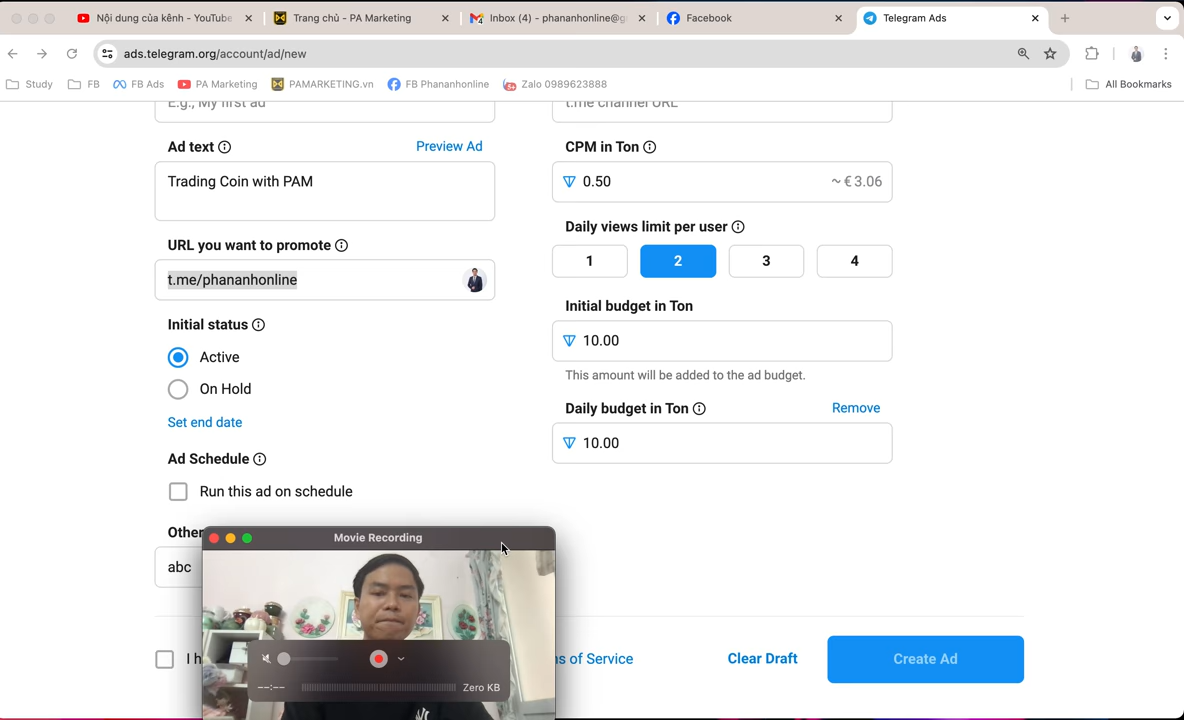 Nội dung của kênh - YouTube
Trang chủ - PA Marketing
Inbox (4) - phananhonline@g
Facebook
Telegram Ads
ads.telegram.org/account/ad/new
Study
FB
FB Ads
PA Marketing
PAMARKETING.vn
FB Phananhonline
Zalo 0989623888
All Bookmarks
E.g., My first ad
t.me channel URL
Ad text
Preview Ad
Trading Coin with PAM
URL you want to promote
t.me/phananhonline
Initial status
Active
On Hold
Set end date
Ad Schedule
Run this ad on schedule
Other
abc
CPM in Ton
0.50
~ € 3.06
Daily views limit per user
1
2
3
4
Initial budget in Ton
10.00
This amount will be added to the ad budget.
Daily budget in Ton
Remove
10.00
Movie Recording
--:--
Zero KB
I h
s of Service
Clear Draft
Create Ad